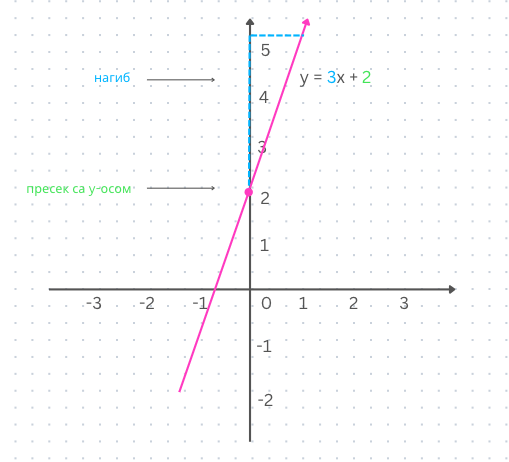 5
нагиб
y = 3x + 2
4
3
пресек са y-осом
2
1
-3 -2 -1 0 1 2 3
-1
-2